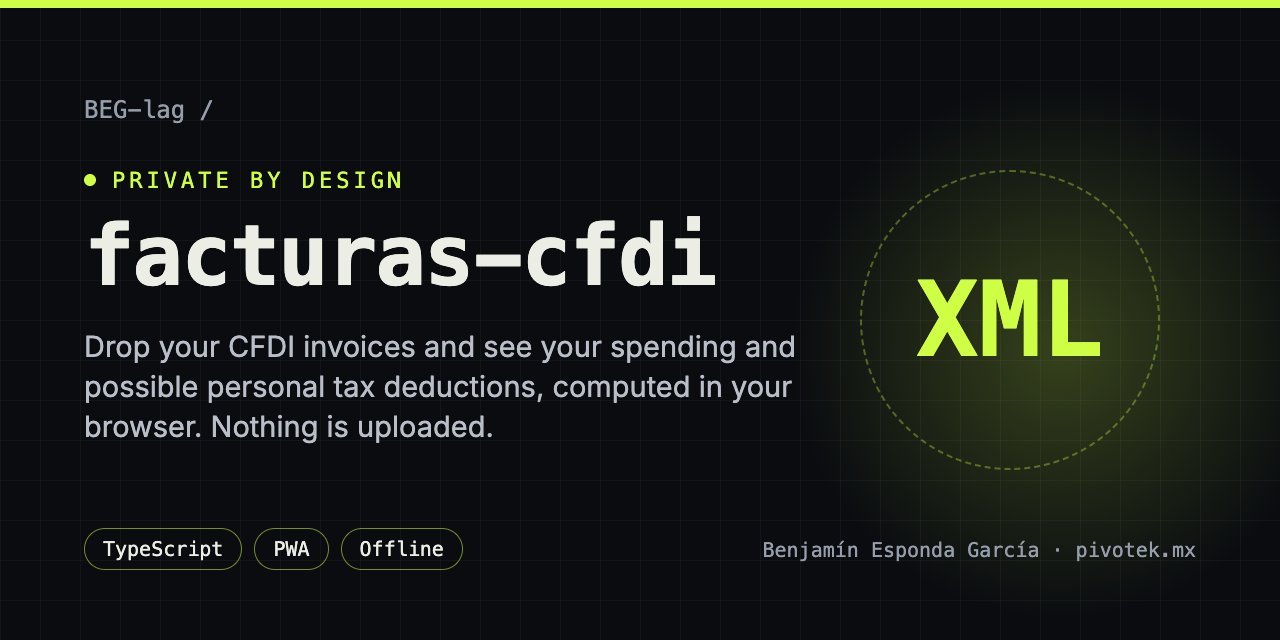 BEG-lag /
PRIVATE BY DESIGN
facturas-cfdi
Drop your CFDI invoices and see your spending and
possible personal tax deductions, computed in your
browser. Nothing is uploaded.
XML
TypeScript
PWA
Offline
Benjamín Esponda García · pivotek.mx